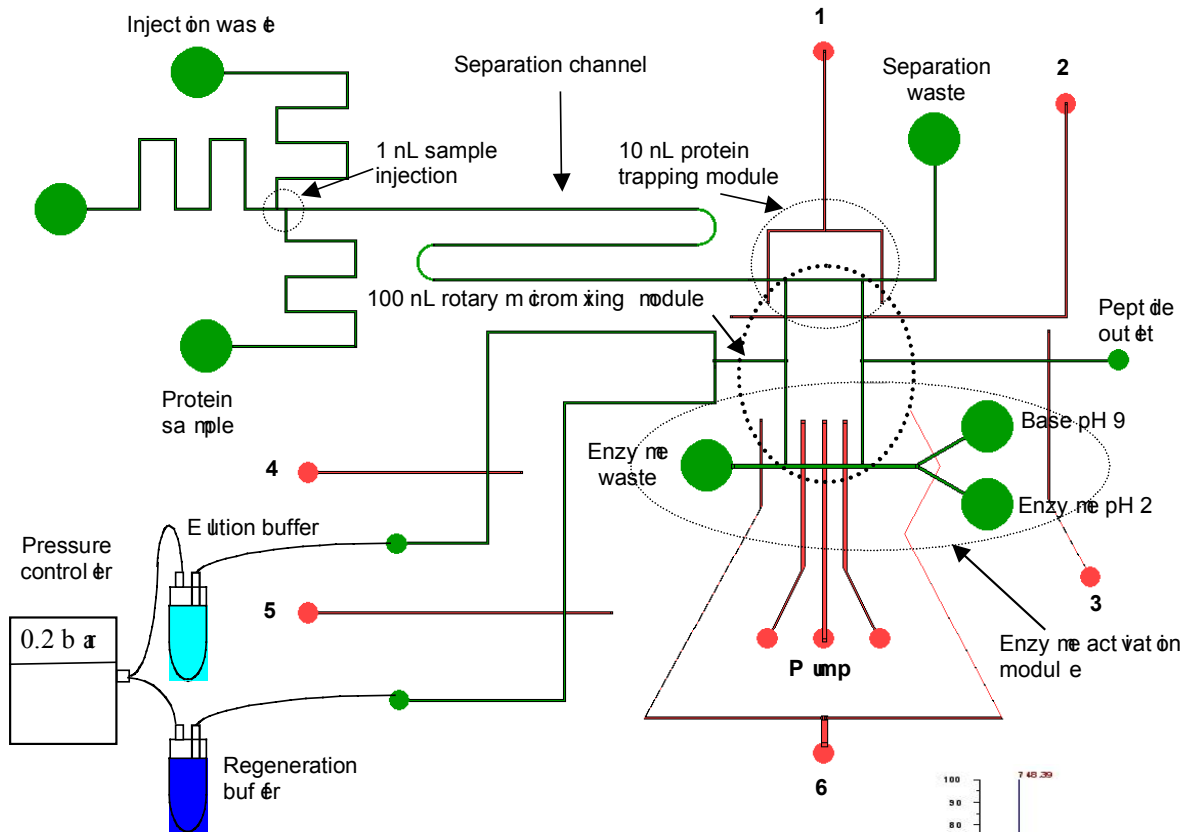 Injection waste
1
Separation channel
Separation
waste
2
1 nL sample
injection
10 nL protein
trapping module
100 nL rotary micromixing module
Peptide
outlet
Protein
sample
Enzyme
waste
Base pH 9
4
Enzyme pH 2
Elution buffer
Pressure
controller
5
3
0.2 bar
Enzyme activation
module
Pump
Regeneration
buffer
6
748.39
100
90
80